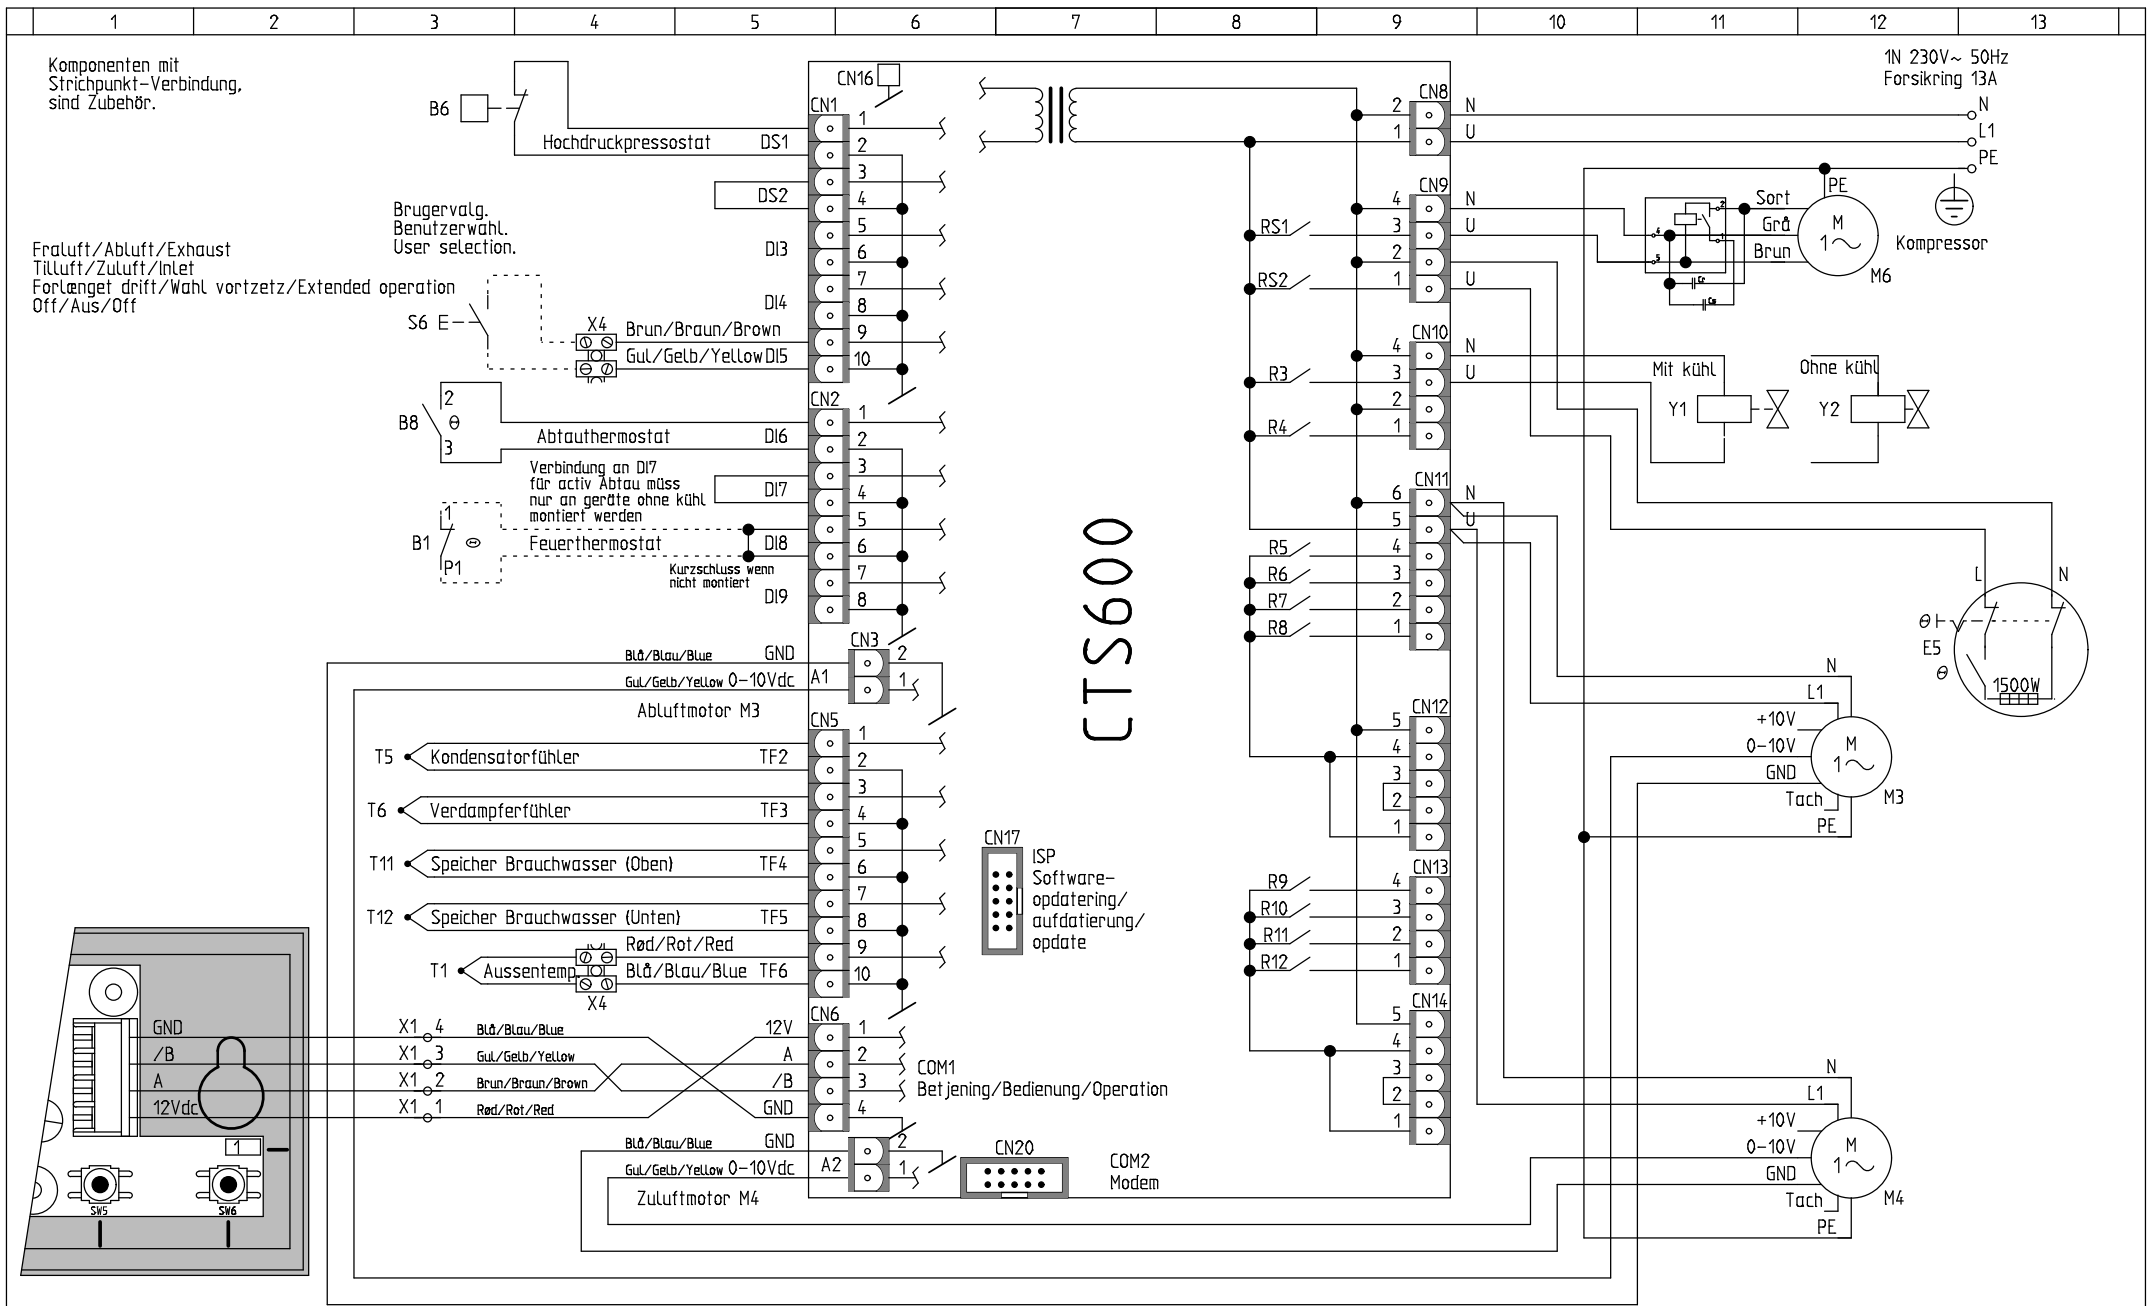 1 2 3 4 5 6 7 8 9 10 11 12 13
Komponenten mit
Strichpunkt-Verbindung,
sind Zubehör.
B6
Hochdruckpressostat DS1
DS2
DI3
DI4
Brugervalg.
Benutzerwahl.
User selection.
Fraluft/Abluft/Exhaust
Tilluft/Zuluft/Inlet
Forlænget drift/Wahl vortzetz/Extended operation
Off/Aus/Off
S6 E
X4
Brun/Braun/Brown
Gul/Gelb/Yellow DI5
B8
2
θ
3
Abtauthermostat DI6
Verbindung an DI7
für activ Abtau müss
nur an geräte ohne kühl
montiert werden
DI7
B1
1
θ
P1
Feuerthermostat DI8
Kurzschluss wenn
nicht montiert
DI9
Blå/Blau/Blue GND
Gul/Gelb/Yellow 0-10Vdc A1
Abluftmotor M3
T5 Kondensatorfühler TF2
T6 Verdampferfühler TF3
T11 Speicher Brauchwasser (Oben) TF4
T12 Speicher Brauchwasser (Unten) TF5
Rød/Rot/Red
T1 Aussentemp. Blå/Blau/Blue TF6
X4
GND X1 4 Blå/Blau/Blue 12V
/B X1 3 Gul/Gelb/Yellow A
A X1 2 Brun/Braun/Brown /B
12Vdc X1 1 Rød/Rot/Red GND
1
SW5 SW6
Blå/Blau/Blue GND
Gul/Gelb/Yellow 0-10Vdc A2
Zuluftmotor M4
CN16
CN1
1
2
3
4
5
6
7
8
9
10
CN2
1
2
3
4
5
6
7
8
CN3
2
1
CN5
1
2
3
4
5
6
7
8
9
10
CN6
1
2
3
4
COM1
Betjening/Bedienung/Operation
2
1
CN20
COM2
Modem
CTS600
CN17
ISP
Software-
opdatering/
aufdatierung/
opdate
CN8
2 N
1 U
CN9
4 N
RS1 3 U
2
RS2 1 U
CN10
4 N
R3 3 U
2
R4 1
CN11
6 N
5 U
R5 4
R6 3
R7 2
R8 1
CN12
5
4
3
2
1
CN13
R9 4
R10 3
R11 2
R12 1
CN14
5
4
3
2
1
1N 230V~ 50Hz
Forsikring 13A
N
L1
PE
PE
Sort
Grå
Brun
2
4
1
5
Cr
Cs
M
1~
M6
Kompressor
Mit kühl
Y1
Ohne kühl
Y2
L N
θ
E5
θ
1500W
N
L1
+10V
0-10V
GND
Tach
PE
M
1~
M3
N
L1
+10V
0-10V
GND
Tach
PE
M
1~
M4